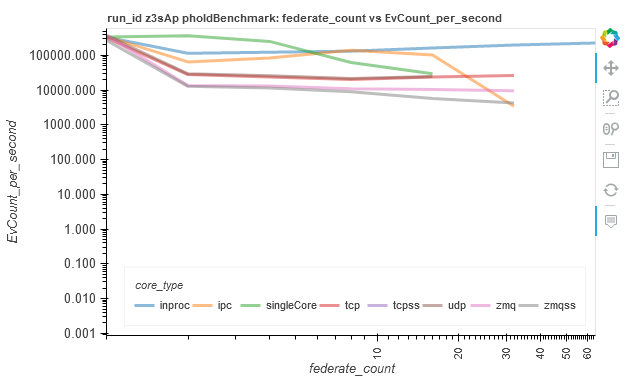 run_id z3sAp pholdBenchmark: federate_count vs EvCount_per_second
EvCount_per_second
100000.000
10000.000
1000.000
100.000
10.000
1.000
0.100
0.010
0.001
core_type
inproc ipc singleCore tcp tcpss udp zmq zmqss
10 20 30 40 50 60
federate_count